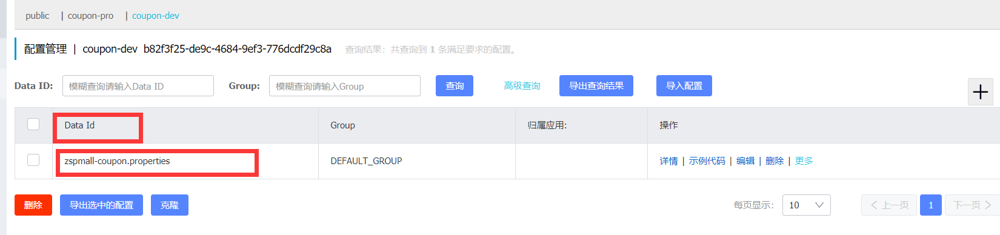 public | coupon-pro | coupon-dev
配置管理 | coupon-dev b82f3f25-de9c-4684-9ef3-776dcdf29c8a 查询结果：共查询到 1 条满足要求的配置。
Data ID: 模糊查询请输入Data ID Group: 模糊查询请输入Group 查询 高级查询 导出查询结果 导入配置
Data Id Group 归属应用: 操作
zspmall-coupon.properties DEFAULT_GROUP 详情 | 示例代码 | 编辑 | 删除 | 更多
删除 导出选中的配置 克隆 每页显示: 10 上一页 1 下一页